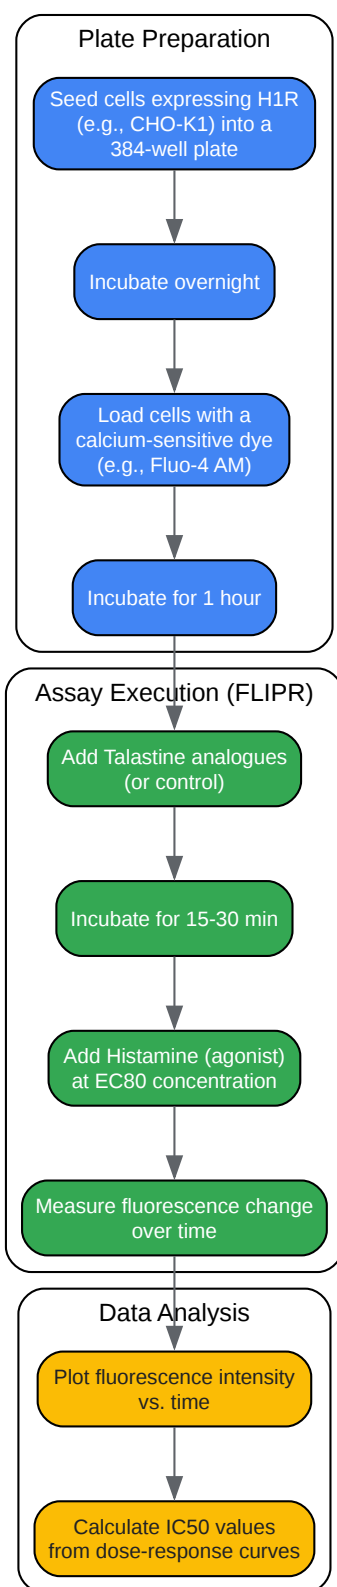 Plate Preparation
Seed cells expressing H1R
(e.g., CHO-K1) into a
384-well plate
Incubate overnight
Load cells with a
calcium-sensitive dye
(e.g., Fluo-4 AM)
Incubate for 1 hour
Assay Execution (FLIPR)
Add Talastine analogues
(or control)
Incubate for 15-30 min
Add Histamine (agonist)
at EC80 concentration
Measure fluorescence change
over time
Data Analysis
Plot fluorescence intensity
vs. time
Calculate IC50 values
from dose-response curves